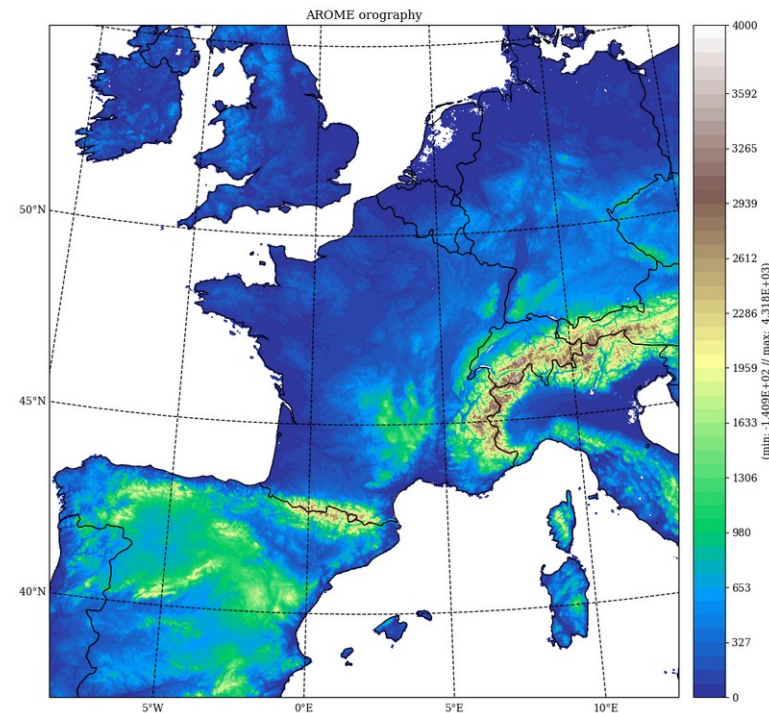 AROME orography
50°N
45°N
40°N
5°W
0°E
5°E
10°E
4000
3592
3265
2939
2612
2286
1959
1633
1306
980
653
327
0
(min: -1.409E+02 // max: 4.318E+03)